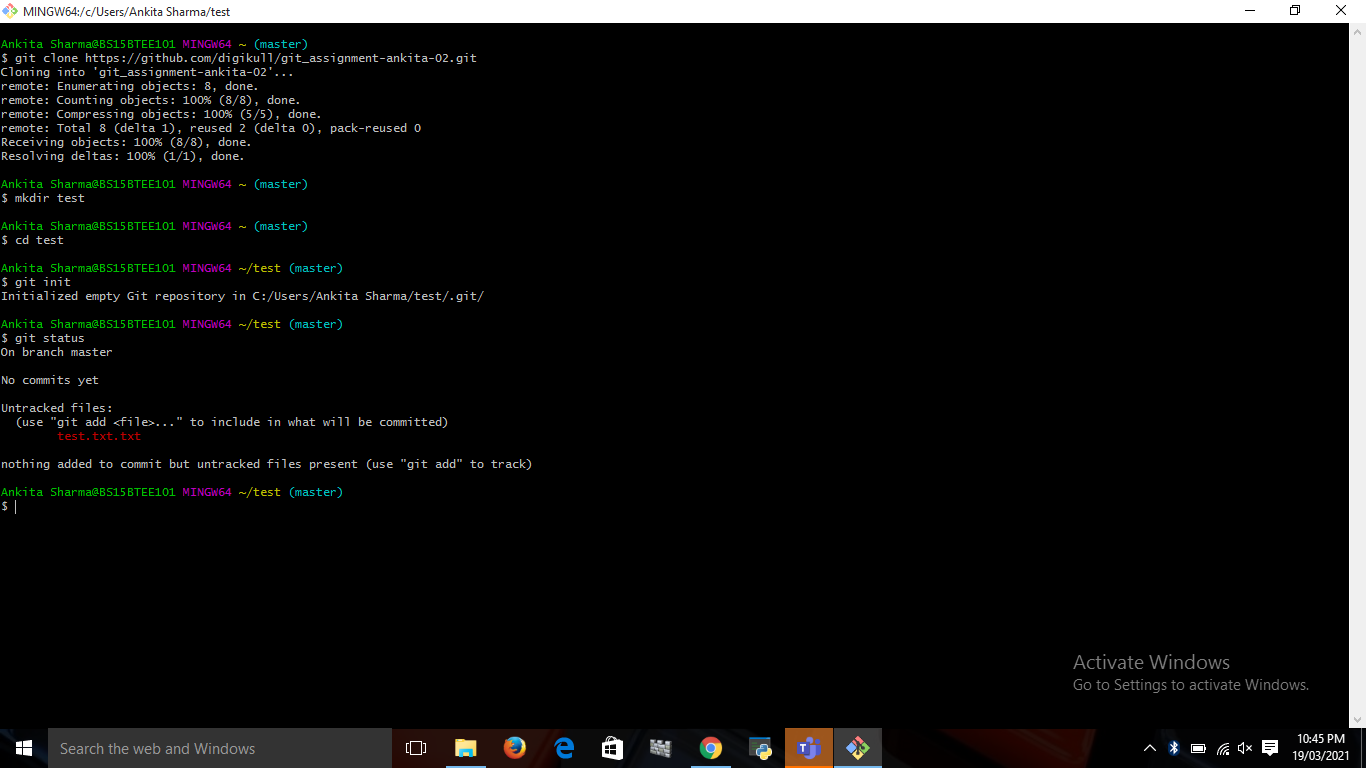 MINGW64:/c/Users/Ankita Sharma/test
Ankita Sharma@BS15BTEE101 MINGW64 ~ (master)
$ git clone https://github.com/digikull/git_assignment-ankita-02.git
Cloning into 'git_assignment-ankita-02'...
remote: Enumerating objects: 8, done.
remote: Counting objects: 100% (8/8), done.
remote: Compressing objects: 100% (5/5), done.
remote: Total 8 (delta 1), reused 2 (delta 0), pack-reused 0
Receiving objects: 100% (8/8), done.
Resolving deltas: 100% (1/1), done.
Ankita Sharma@BS15BTEE101 MINGW64 ~ (master)
$ mkdir test
Ankita Sharma@BS15BTEE101 MINGW64 ~ (master)
$ cd test
Ankita Sharma@BS15BTEE101 MINGW64 ~/test (master)
$ git init
Initialized empty Git repository in C:/Users/Ankita Sharma/test/.git/
Ankita Sharma@BS15BTEE101 MINGW64 ~/test (master)
$ git status
On branch master
No commits yet
Untracked files:
(use "git add <file>..." to include in what will be committed)
test.txt.txt
nothing added to commit but untracked files present (use "git add" to track)
Ankita Sharma@BS15BTEE101 MINGW64 ~/test (master)
$
Activate Windows
Go to Settings to activate Windows.
Search the web and Windows
10:45 PM
19/03/2021